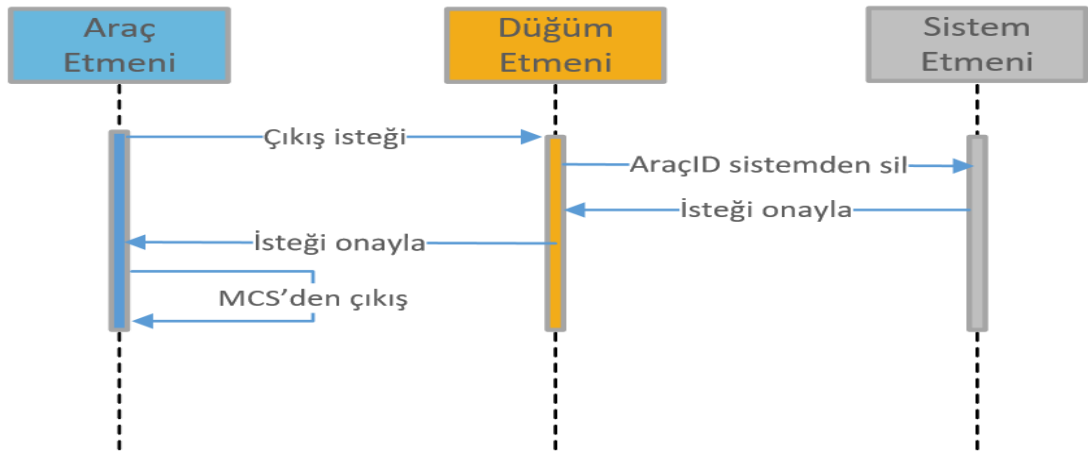 Araç
Etmeni
Düğüm
Etmeni
Sistem
Etmeni
Çıkış isteği
AraçID sistemden sil
İsteği onayla
İsteği onayla
MCS’den çıkış